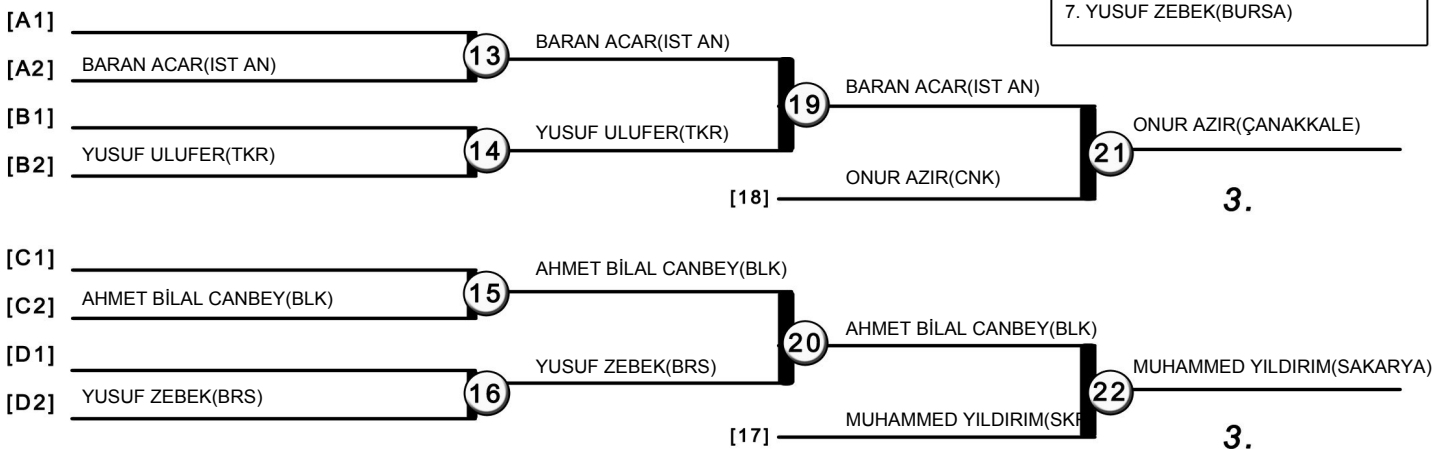 7. YUSUF ZEBEK(BURSA)
[A1]
[A2] BARAN ACAR(IST AN)
13
BARAN ACAR(IST AN)
[B1]
[B2] YUSUF ULUFER(TKR)
14
YUSUF ULUFER(TKR)
19
BARAN ACAR(IST AN)
[18] ONUR AZIR(CNK)
21
ONUR AZIR(ÇANAKKALE)
3.
[C1]
[C2] AHMET BİLAL CANBEY(BLK)
15
AHMET BİLAL CANBEY(BLK)
[D1]
[D2] YUSUF ZEBEK(BRS)
16
YUSUF ZEBEK(BRS)
20
AHMET BİLAL CANBEY(BLK)
[17] MUHAMMED YILDIRIM(SKR
22
MUHAMMED YILDIRIM(SAKARYA)
3.